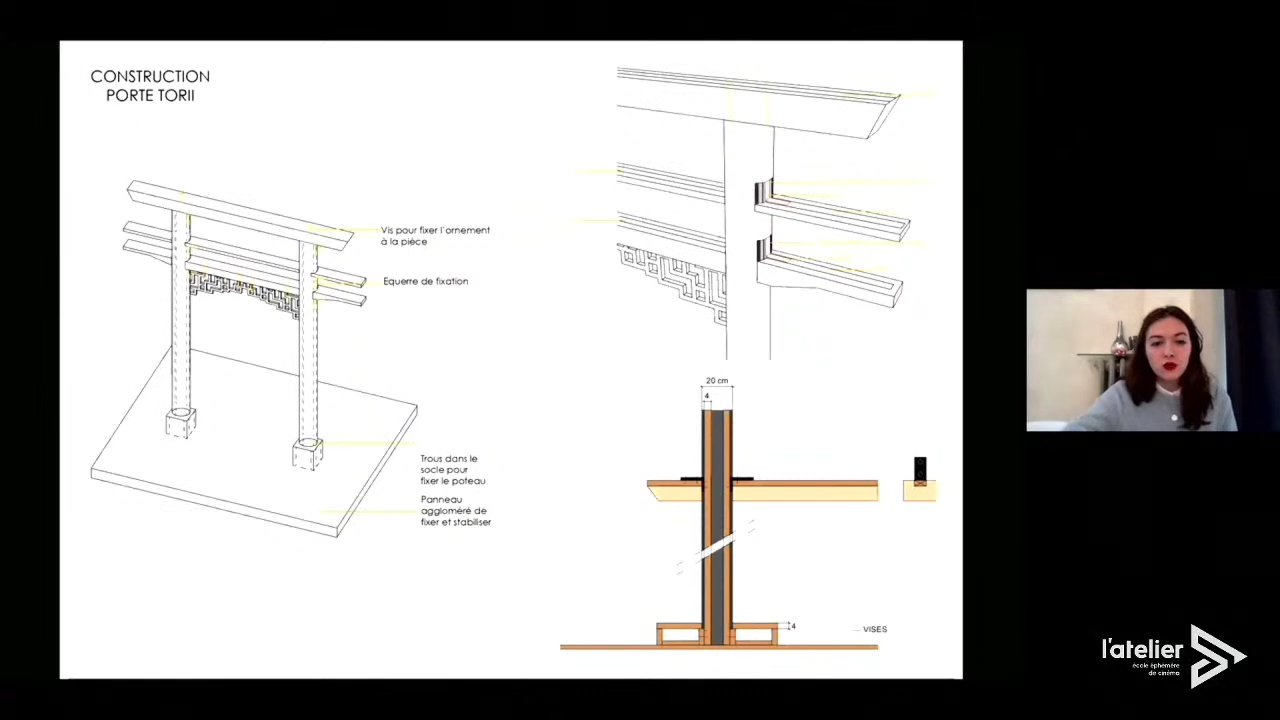 CONSTRUCTION
PORTE TORII
Vis pour fixer l'ornement
à la pièce
Equerre de fixation
Trous dans le
socle pour
fixer le poteau
Panneau
aggloméré de
fixer et stabiliser
20 cm
4
4
VISES
l'atelier
école éphémère
de cinéma